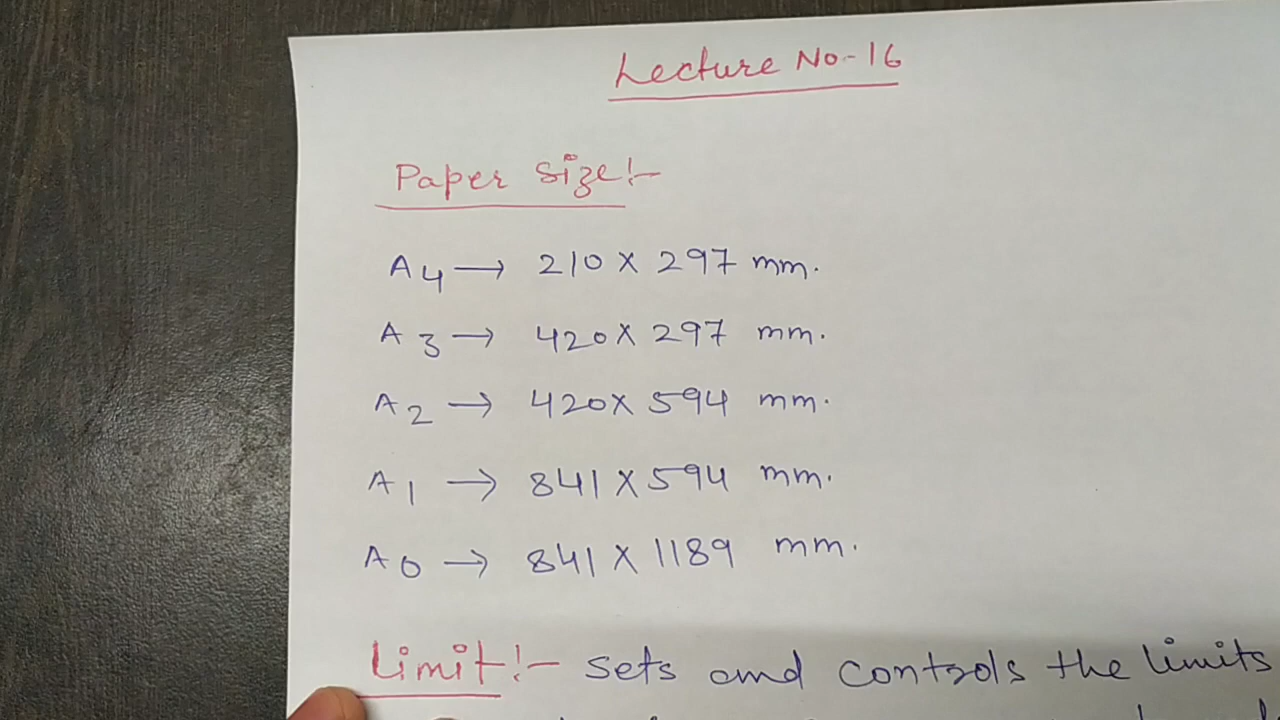 Lecture No-16
Paper Size:-
A4 → 210 X 297 mm.
A3 → 420 X 297 mm.
A2 → 420 X 594 mm.
A1 → 841 X 594 mm.
A0 → 841 X 1189 mm.
Limit:- Sets and controls the limits